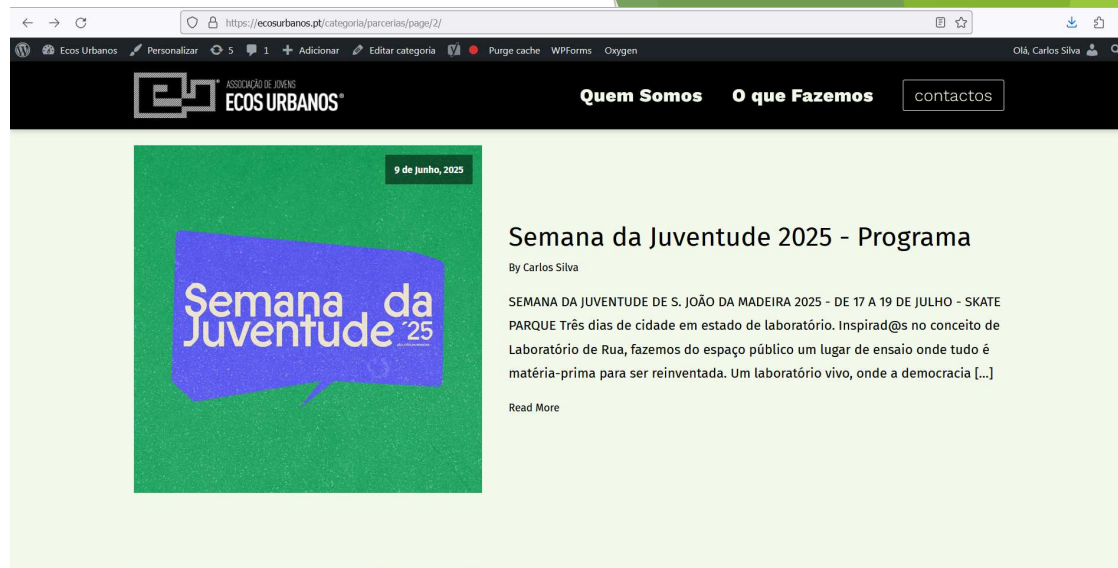 https://ecosurbanos.pt/categoria/parcerias/page/2/
Ecos Urbanos Personalizar 5 1 Adicionar Editar categoria Purge cache WPForms Oxygen Olá, Carlos Silva
ASSOCIAÇÃO DE JOVENS
ECOS URBANOS®
Quem Somos O que Fazemos contactos
9 de Junho, 2025
Semana da
Juventude ´25
Semana da Juventude 2025 - Programa
By Carlos Silva
SEMANA DA JUVENTUDE DE S. JOÃO DA MADEIRA 2025 - DE 17 A 19 DE JULHO - SKATE
PARQUE Três dias de cidade em estado de laboratório. Inspirad@s no conceito de
Laboratório de Rua, fazemos do espaço público um lugar de ensaio onde tudo é
matéria-prima para ser reinventada. Um laboratório vivo, onde a democracia [...]
Read More